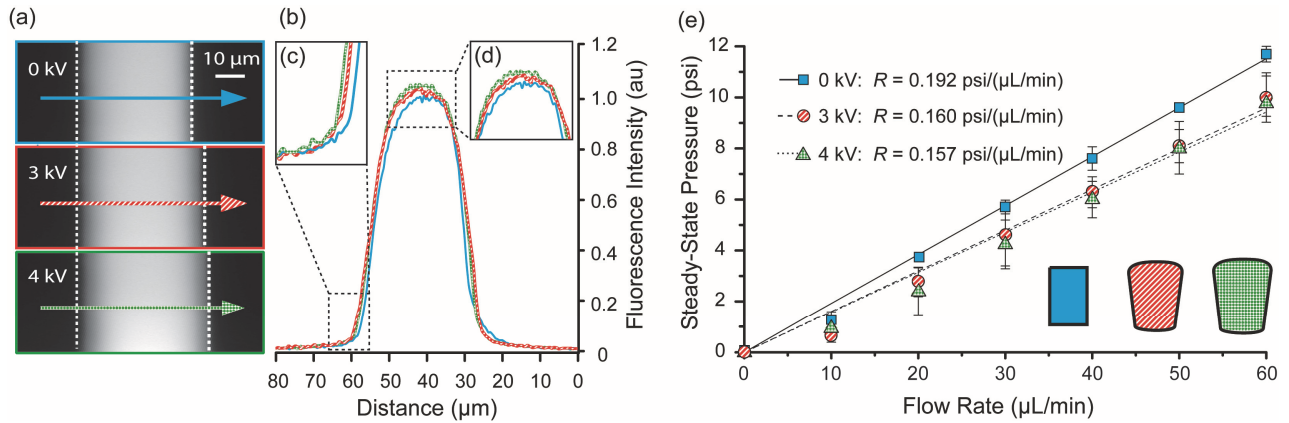 (a)
0 kV
10 µm
3 kV
4 kV
(b)
(c)
(d)
1.2
1.0
0.8
0.6
0.4
0.2
0
Fluorescence Intensity (au)
80 70 60 50 40 30 20 10 0
Distance (µm)
(e)
12
10
8
6
4
2
0
Steady-State Pressure (psi)
0 kV: R = 0.192 psi/(µL/min)
3 kV: R = 0.160 psi/(µL/min)
4 kV: R = 0.157 psi/(µL/min)
0 10 20 30 40 50 60
Flow Rate (µL/min)